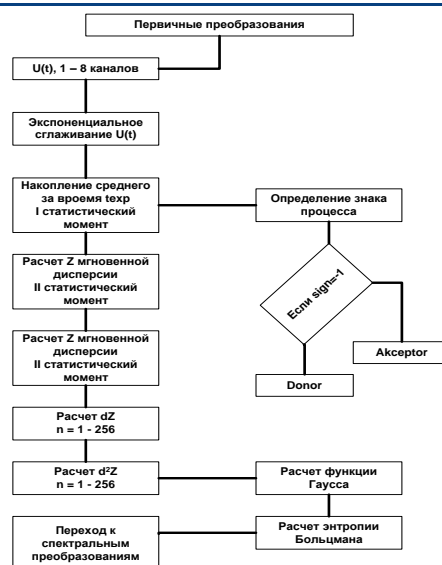 Первичные преобразования
U(t), 1 – 8 каналов
Экспоненциальное
сглаживание U(t)
Накопление среднего
за вроемя texp
I статистический
момент
Определение знака
процесса
Расчет Z мгновенной
дисперсии
II статистический
момент
Если sign=-1
Расчет Z мгновенной
дисперсии
II статистический
момент
Akceptor
Donor
Расчет dZ
n = 1 - 256
Расчет d²Z
n = 1 - 256
Расчет функции
Гаусса
Расчет энтропии
Больцмана
Переход к
спектральным
преобразованиям